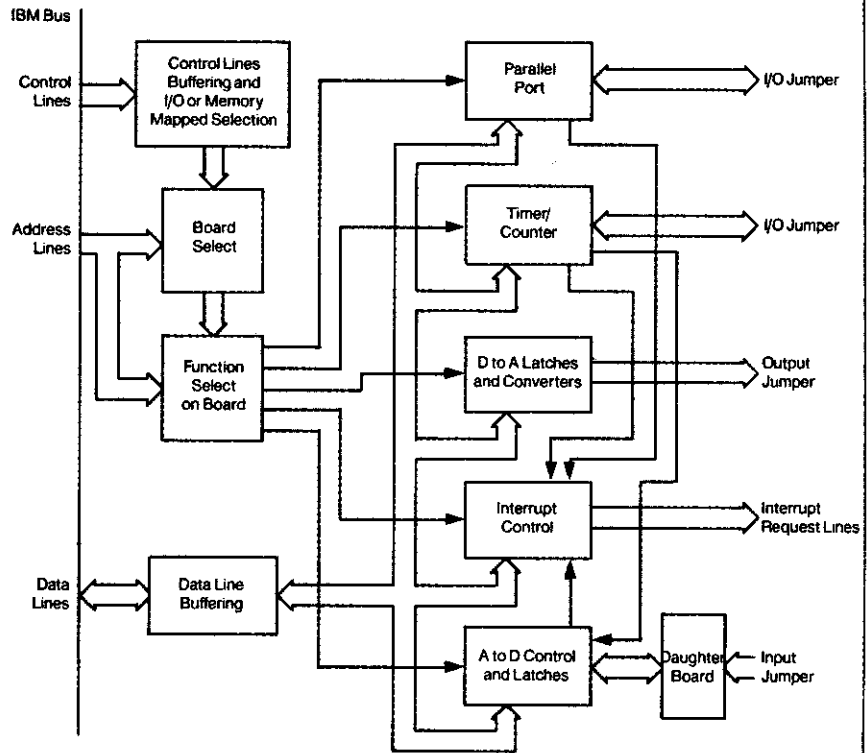 IBM Bus
Control
Lines
Control Lines
Buffering and
I/O or Memory
Mapped Selection
Parallel
Port
I/O Jumper
Address
Lines
Board
Select
Timer/
Counter
I/O Jumper
Function
Select
on Board
D to A Latches
and Converters
Output
Jumper
Interrupt
Control
Interrupt
Request Lines
Data
Lines
Data Line
Buffering
A to D Control
and Latches
Daughter
Board
Input
Jumper